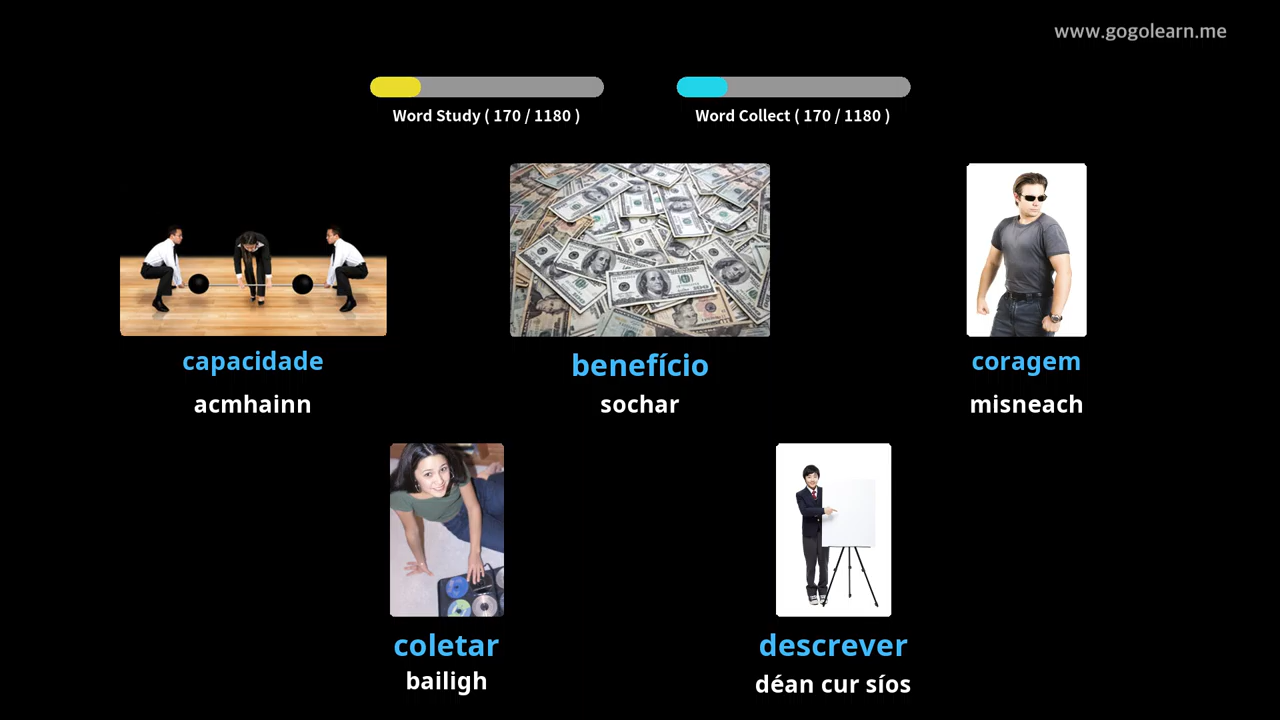 www.gogolearn.me
Word Study ( 170 / 1180 )
Word Collect ( 170 / 1180 )
capacidade
acmhainn
benefício
sochar
coragem
misneach
coletar
bailigh
descrever
déan cur síos